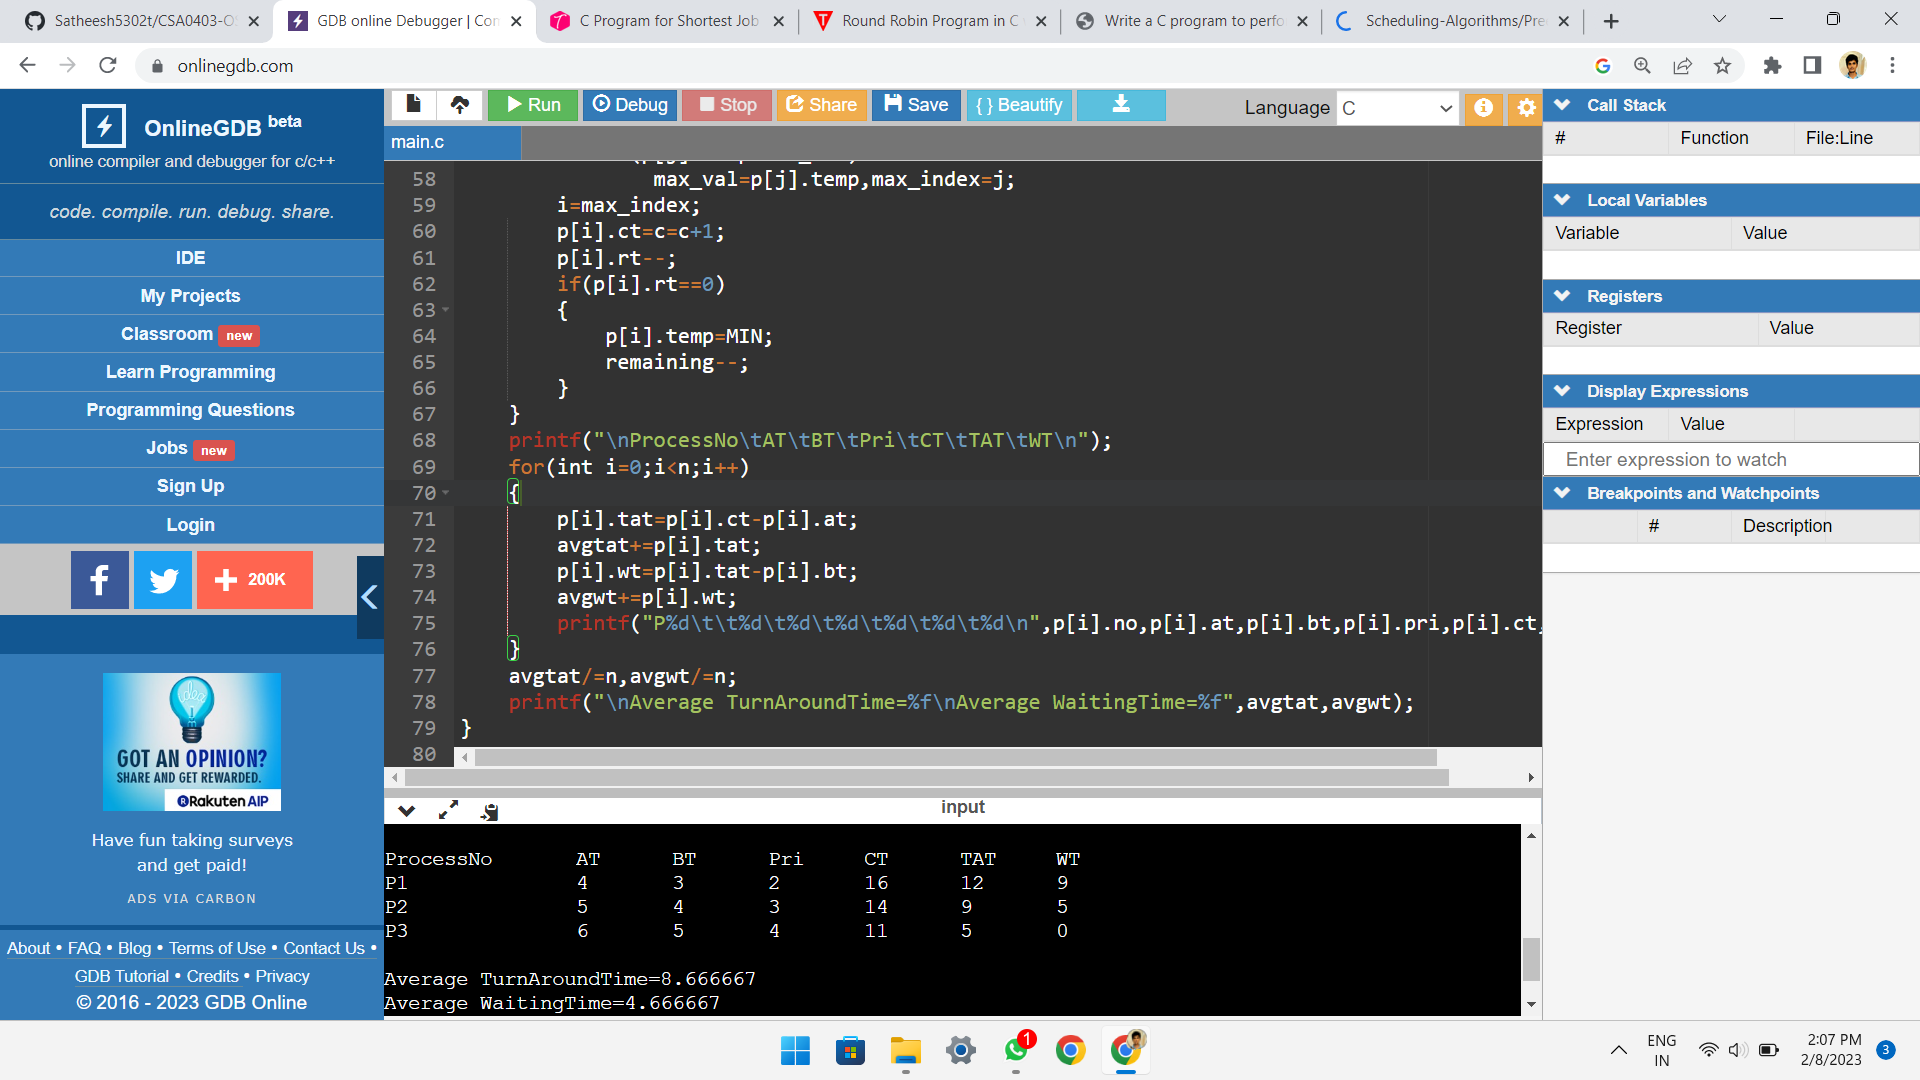 Satheesh5302t/CSA0403-O
GDB online Debugger | Con
C Program for Shortest Job
Round Robin Program in C
Write a C program to perfo
Scheduling-Algorithms/Pre
onlinegdb.com
OnlineGDB beta
online compiler and debugger for c/c++
code. compile. run. debug. share.
IDE
My Projects
Classroom new
Learn Programming
Programming Questions
Jobs new
Sign Up
Login
200K
GOT AN OPINION?
SHARE AND GET REWARDED.
Rakuten AIP
Have fun taking surveys
and get paid!
ADS VIA CARBON
About • FAQ • Blog • Terms of Use • Contact Us •
GDB Tutorial • Credits • Privacy
© 2016 - 2023 GDB Online
Run Debug Stop Share Save { } Beautify
Language C
main.c
58 max_val=p[j].temp,max_index=j;
59 i=max_index;
60 p[i].ct=c=c+1;
61 p[i].rt--;
62 if(p[i].rt==0)
63 {
64 p[i].temp=MIN;
65 remaining--;
66 }
67 }
68 printf("\nProcessNo\tAT\tBT\tPri\tCT\tTAT\tWT\n");
69 for(int i=0;i<n;i++)
70 {
71 p[i].tat=p[i].ct-p[i].at;
72 avgtat+=p[i].tat;
73 p[i].wt=p[i].tat-p[i].bt;
74 avgwt+=p[i].wt;
75 printf("P%d\t\t%d\t%d\t%d\t%d\t%d\t%d\n",p[i].no,p[i].at,p[i].bt,p[i].pri,p[i].ct,
76 }
77 avgtat/=n,avgwt/=n;
78 printf("\nAverage TurnAroundTime=%f\nAverage WaitingTime=%f",avgtat,avgwt);
79 }
80
input
ProcessNo AT BT Pri CT TAT WT
P1 4 3 2 16 12 9
P2 5 4 3 14 9 5
P3 6 5 4 11 5 0
Average TurnAroundTime=8.666667
Average WaitingTime=4.666667
Call Stack
# Function File:Line
Local Variables
Variable Value
Registers
Register Value
Display Expressions
Expression Value
Enter expression to watch
Breakpoints and Watchpoints
# Description
1
ENG
IN
2:07 PM
2/8/2023
3